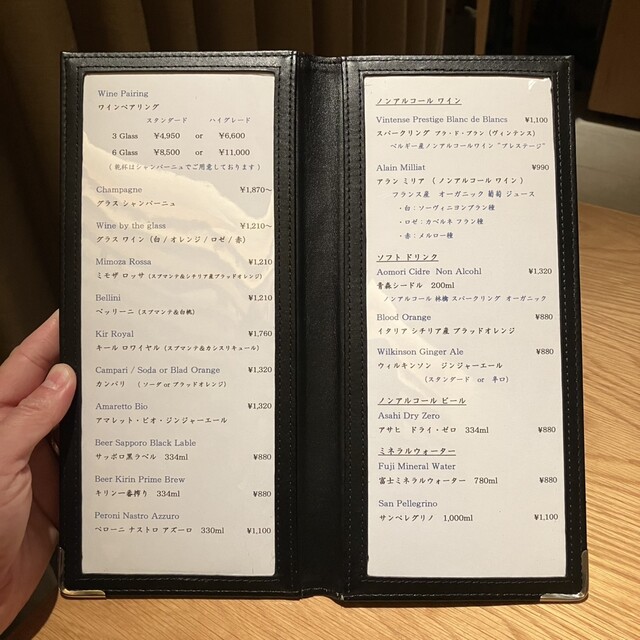 Wine Pairing
ワインペアリング
スタンダード ハイグレード
3 Glass ¥4,950 or ¥6,600
6 Glass ¥8,500 or ¥11,000
( 乾杯はシャンパーニュでご用意しております )
Champagne ¥1,870～
グラス シャンパーニュ
Wine by the glass ¥1,210～
グラス ワイン (白 / オレンジ / ロゼ / 赤)
Mimoza Rossa ¥1,210
ミモザ ロッサ (スプマンテ&シチリア産ブラッドオレンジ)
Bellini ¥1,210
ベッリーニ (スプマンテ&白桃)
Kir Royal ¥1,760
キール ロワイヤル (スプマンテ&カシスリキュール)
Campari / Soda or Blad Orange ¥1,320
カンパリ ( ソーダ or ブラッドオレンジ)
Amaretto Bio ¥1,320
アマレット・ビオ・ジンジャーエール
Beer Sapporo Black Lable
サッポロ黒ラベル 334ml ¥880
Beer Kirin Prime Brew
キリン一番搾り 334ml ¥880
Peroni Nastro Azzuro
ペローニ ナストロ アズーロ 330ml ¥1,100
ノンアルコール ワイン
Vintense Prestige Blanc de Blancs ¥1,100
スパークリング ブラ・ド・ブラン (ヴィンテンス)
ベルギー産ノンアルコールワイン "プレステージ"
Alain Milliat ¥990
アラン ミリア ( ノンアルコール ワイン )
フランス産 オーガニック 葡萄 ジュース
・白：ソーヴィニヨンブラン種
・ロゼ：カベルネ フラン種
・赤：メルロー種
ソフト ドリンク
Aomori Cidre Non Alcohl ¥1,320
青森シードル 200ml
ノンアルコール 林檎 スパークリング オーガニック
Blood Orange ¥880
イタリア シチリア産 ブラッドオレンジ
Wilkinson Ginger Ale ¥880
ウィルキンソン ジンジャーエール
(スタンダード or 辛口)
ノンアルコール ビール
Asahi Dry Zero
アサヒ ドライ・ゼロ 334ml ¥880
ミネラルウォーター
Fuji Mineral Water
富士ミネラルウォーター 780ml ¥880
San Pellegrino
サンペレグリノ 1,000ml ¥1,100